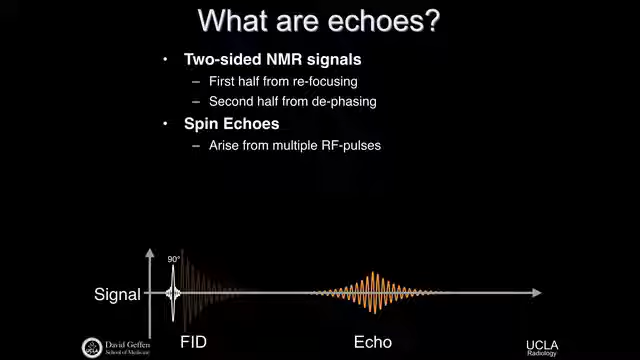 What are echoes?
• Two-sided NMR signals
– First half from re-focusing
– Second half from de-phasing
• Spin Echoes
– Arise from multiple RF-pulses
90°
Signal
FID
Echo
UCLA
David Geffen
School of Medicine
UCLA
Radiology